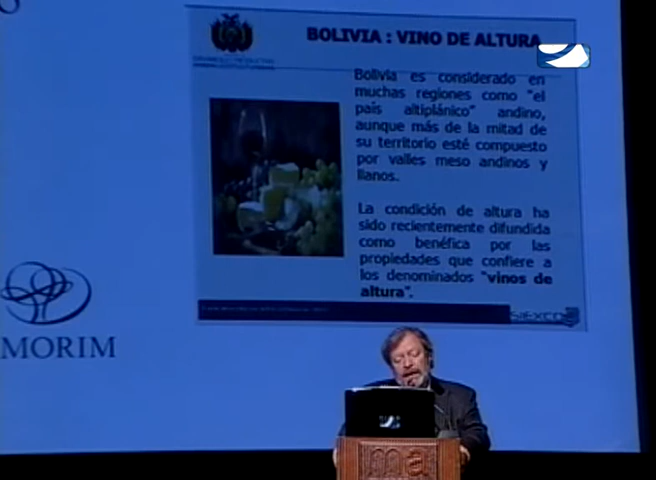 BOLIVIA : VINO DE ALTURA
Bolivia es considerado en
muchas regiones como "el
país altiplánico" andino,
aunque más de la mitad de
su territorio esté compuesto
por valles meso andinos y
llanos.
La condición de altura ha
sido recientemente difundida
como benéfica por las
propiedades que confiere a
los denominados "vinos de
altura".
SIEXCO
MORIM
ma